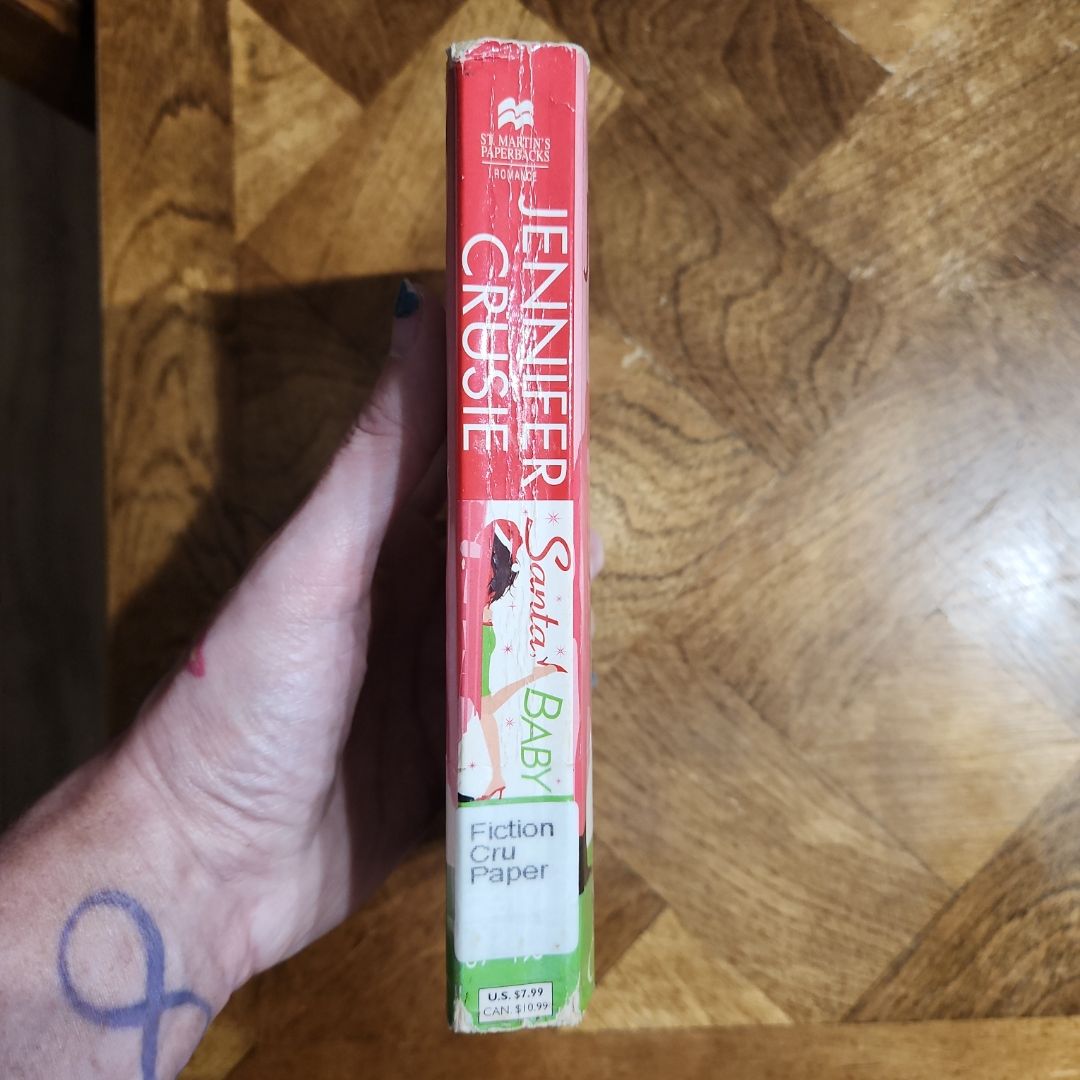 ST. MARTIN'S
PAPERBACKS
ROMANCE
JENNIFER
CRUSIE
Santa,
BABY
Fiction
Cru
Paper
U.S. $7.99
CAN. $10.99